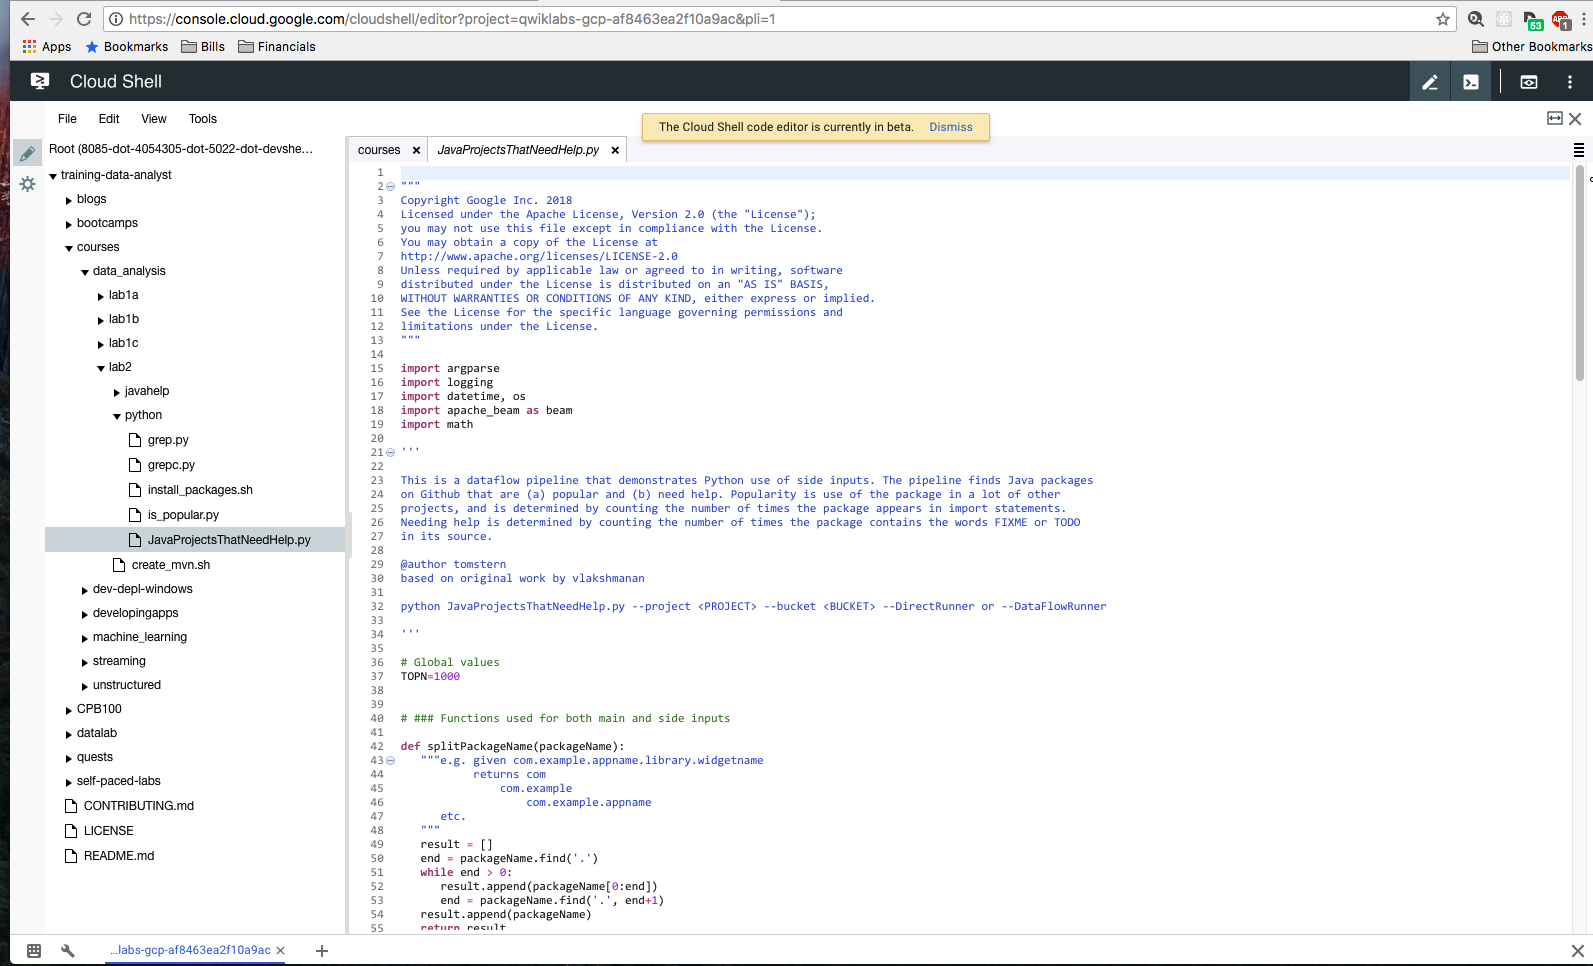 https://console.cloud.google.com/cloudshell/editor?project=qwiklabs-gcp-af8463ea2f10a9ac&pli=1
53
ABP
1
Apps
Bookmarks
Bills
Financials
Other Bookmarks
Cloud Shell
File Edit View Tools
The Cloud Shell code editor is currently in beta. Dismiss
Root (8085-dot-4054305-dot-5022-dot-devshe...
training-data-analyst
blogs
bootcamps
courses
data_analysis
lab1a
lab1b
lab1c
lab2
javahelp
python
grep.py
grepc.py
install_packages.sh
is_popular.py
JavaProjectsThatNeedHelp.py
create_mvn.sh
dev-depl-windows
developingapps
machine_learning
streaming
unstructured
CPB100
datalab
quests
self-paced-labs
CONTRIBUTING.md
LICENSE
README.md
courses × JavaProjectsThatNeedHelp.py ×
1
2 """
3 Copyright Google Inc. 2018
4 Licensed under the Apache License, Version 2.0 (the "License");
5 you may not use this file except in compliance with the License.
6 You may obtain a copy of the License at
7 http://www.apache.org/licenses/LICENSE-2.0
8 Unless required by applicable law or agreed to in writing, software
9 distributed under the License is distributed on an "AS IS" BASIS,
10 WITHOUT WARRANTIES OR CONDITIONS OF ANY KIND, either express or implied.
11 See the License for the specific language governing permissions and
12 limitations under the License.
13 """
14
15 import argparse
16 import logging
17 import datetime, os
18 import apache_beam as beam
19 import math
20
21 '''
22
23 This is a dataflow pipeline that demonstrates Python use of side inputs. The pipeline finds Java packages
24 on Github that are (a) popular and (b) need help. Popularity is use of the package in a lot of other
25 projects, and is determined by counting the number of times the package appears in import statements.
26 Needing help is determined by counting the number of times the package contains the words FIXME or TODO
27 in its source.
28
29 @author tomstern
30 based on original work by vlakshmanan
31
32 python JavaProjectsThatNeedHelp.py --project <PROJECT> --bucket <BUCKET> --DirectRunner or --DataFlowRunner
33
34 '''
35
36 # Global values
37 TOPN=1000
38
39
40 # ### Functions used for both main and side inputs
41
42 def splitPackageName(packageName):
43 """e.g. given com.example.appname.library.widgetname
44 returns com
45 com.example
46 com.example.appname
47 etc.
48 """
49 result = []
50 end = packageName.find('.')
51 while end > 0:
52 result.append(packageName[0:end])
53 end = packageName.find('.', end+1)
54 result.append(packageName)
55 return result
...labs-gcp-af8463ea2f10a9ac ×